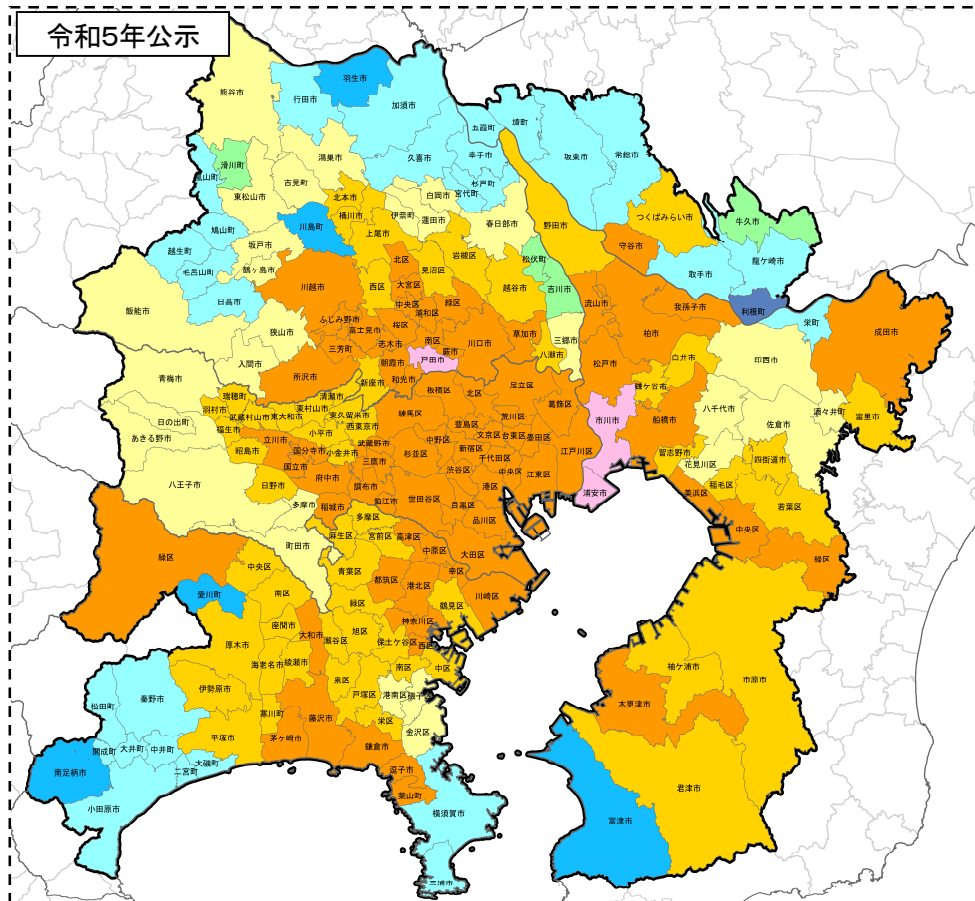 令和5年公示
羽生市
熊谷市
行田市
加須市
五霞町
境町
滑川町
鴻巣市
久喜市
幸手市
坂東市
常総市
嵐山町
吉見町
杉戸町
東松山市
北本市
白岡市
宮代町
桶川市
伊奈町
蓮田市
春日部市
野田市
つくばみらい市
牛久市
鳩山町
川島町
上尾市
守谷市
越生町
坂戸市
岩槻区
松伏町
龍ケ崎市
毛呂山町
鶴ヶ島市
北区
見沼区
取手市
西区
大宮区
越谷市
吉川市
日高市
川越市
中央区
緑区
流山市
我孫子市
利根町
飯能市
浦和区
栄町
ふじみ野市
桜区
富士見市
草加市
柏市
成田市
狭山市
志木市
南区
川口市
三郷市
三芳町
蕨市
八潮市
印西市
入間市
朝霞市
戸田市
松戸市
白井市
青梅市
所沢市
新座市
和光市
板橋区
北区
足立区
鎌ケ谷市
瑞穂町
清瀬市
葛飾区
羽村市
東村山市
東久留米市
練馬区
荒川区
八千代市
酒々井町
日の出町
武蔵村山市
東大和市
西東京市
豊島区
市川市
船橋市
富里市
福生市
小平市
文京区
台東区
墨田区
佐倉市
あきる野市
立川市
武蔵野市
中野区
新宿区
昭島市
国分寺市
小金井市
杉並区
千代田区
江戸川区
習志野市
四街道市
国立市
三鷹市
渋谷区
中央区
江東区
花見川区
八王子市
日野市
府中市
調布市
港区
稲毛区
浦安市
美浜区
多摩市
稲城市
狛江市
世田谷区
目黒区
若葉区
多摩区
品川区
中央区
緑区
町田市
麻生区
宮前区
高津区
中原区
大田区
緑区
中央区
青葉区
幸区
愛川町
南区
都筑区
港北区
川崎区
緑区
鶴見区
座間市
神奈川区
大和市
旭区
厚木市
瀬谷区
保土ケ谷区
西区
海老名市
綾瀬市
南区
中区
袖ケ浦市
市原市
秦野市
伊勢原市
泉区
戸塚区
港南区
磯子区
松田町
寒川町
藤沢市
栄区
木更津市
金沢区
開成町
大井町
中井町
平塚市
茅ヶ崎市
鎌倉市
大磯町
南足柄市
二宮町
逗子市
葉山町
君津市
小田原市
横須賀市
富津市
三浦市